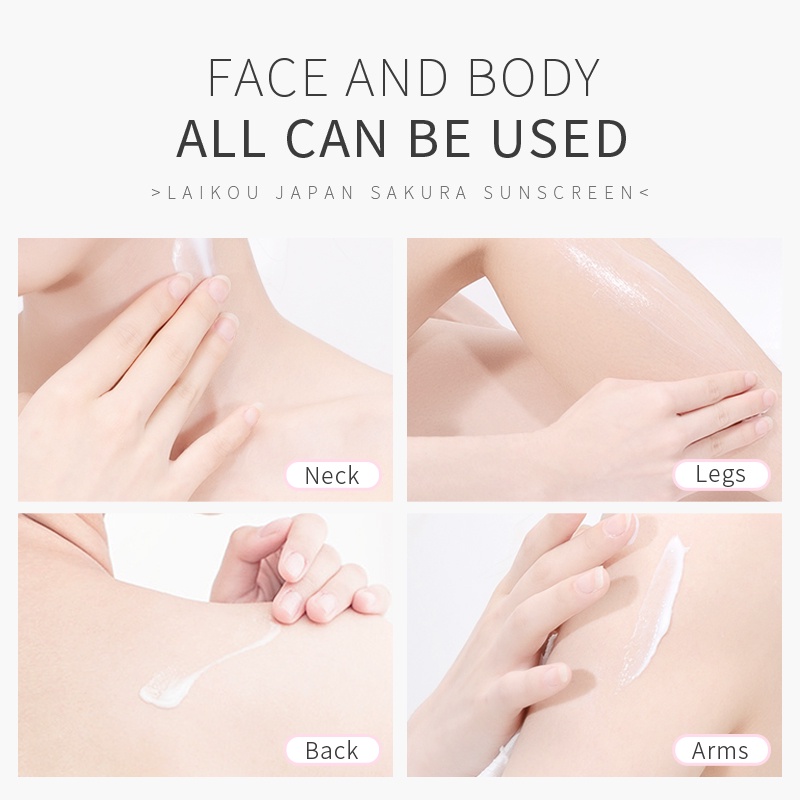 FACE AND BODY
ALL CAN BE USED
>LAIKOU JAPAN SAKURA SUNSCREEN<
Neck
Legs
Back
Arms